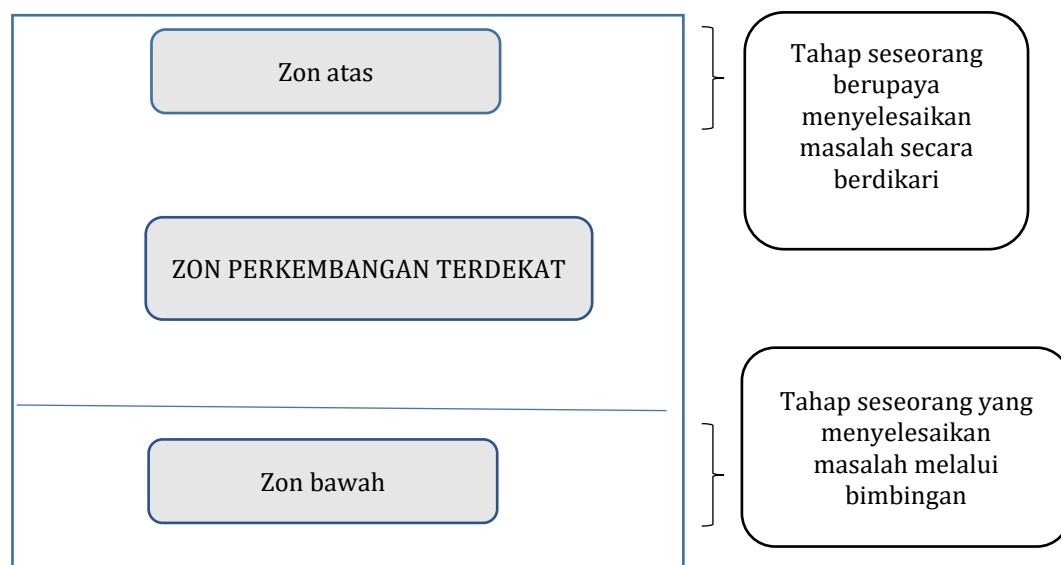 Zon atas
Tahap seseorang
berupaya
menyelesaikan
masalah secara
berdikari
ZON PERKEMBANGAN TERDEKAT
Zon bawah
Tahap seseorang yang
menyelesaikan
masalah melalui
bimbingan